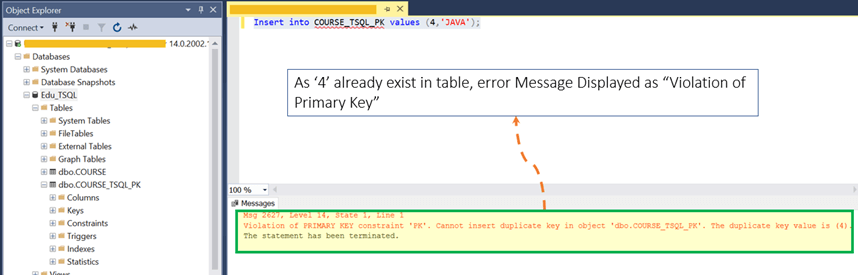 Object Explorer
Connect
14.0.2002.1
Databases
System Databases
Database Snapshots
Edu_TSQL
Tables
System Tables
FileTables
External Tables
Graph Tables
dbo.COURSE
dbo.COURSE_TSQL_PK
Columns
Keys
Constraints
Triggers
Indexes
Statistics
Views
Insert into COURSE_TSQL_PK values (4,'JAVA');
As ‘4’ already exist in table, error Message Displayed as “Violation of
Primary Key”
100 %
Messages
Msg 2627, Level 14, State 1, Line 1
Violation of PRIMARY KEY constraint 'PK'. Cannot insert duplicate key in object 'dbo.COURSE_TSQL_PK'. The duplicate key value is (4).
The statement has been terminated.